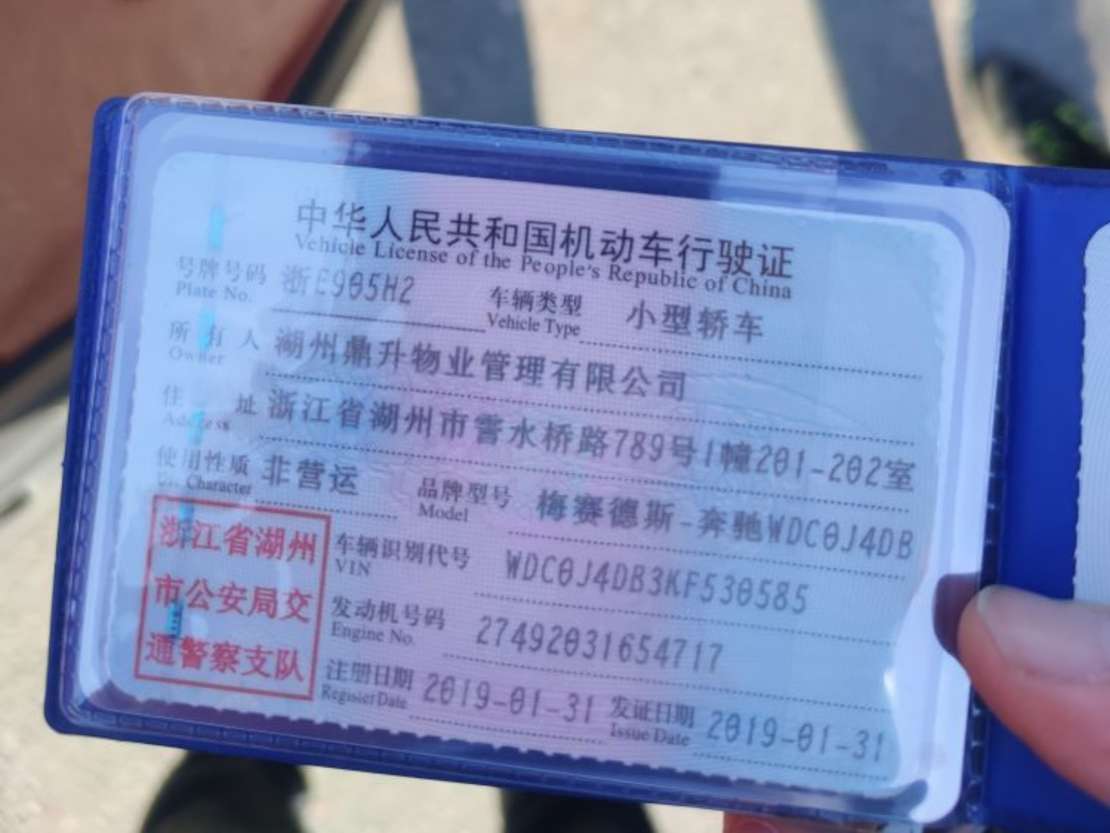 中华人民共和国机动车行驶证
Vehicle License of the People's Republic of China
号牌号码 浙E905H2 车辆类型 小型轿车
Plate No. Vehicle Type
所有人 湖州鼎升物业管理有限公司
Owner
住址 浙江省湖州市霅水桥路789号1幢201-202室
Address
使用性质 非营运 品牌型号 梅赛德斯-奔驰WDC0J4DB
Use Character Model
浙江省湖州
市公安局交
通警察支队
车辆识别代号 WDC0J4DB3KF530585
VIN
发动机号码 27492031654717
Engine No.
注册日期 2019-01-31 发证日期 2019-01-31
Register Date Issue Date